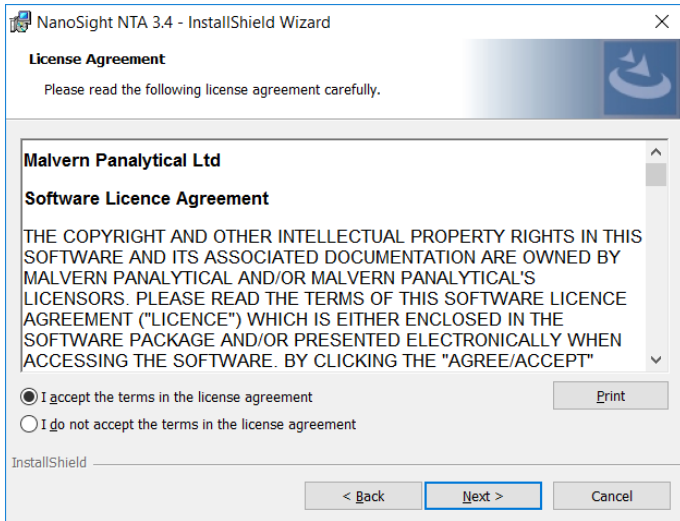 NanoSight NTA 3.4 - InstallShield Wizard
License Agreement
Please read the following license agreement carefully.
Malvern Panalytical Ltd
Software Licence Agreement
THE COPYRIGHT AND OTHER INTELLECTUAL PROPERTY RIGHTS IN THIS
SOFTWARE AND ITS ASSOCIATED DOCUMENTATION ARE OWNED BY
MALVERN PANALYTICAL AND/OR MALVERN PANALYTICAL'S
LICENSORS. PLEASE READ THE TERMS OF THIS SOFTWARE LICENCE
AGREEMENT ("LICENCE") WHICH IS EITHER ENCLOSED IN THE
SOFTWARE PACKAGE AND/OR PRESENTED ELECTRONICALLY WHEN
ACCESSING THE SOFTWARE. BY CLICKING THE "AGREE/ACCEPT"
I accept the terms in the license agreement
Print
I do not accept the terms in the license agreement
InstallShield
< Back
Next >
Cancel